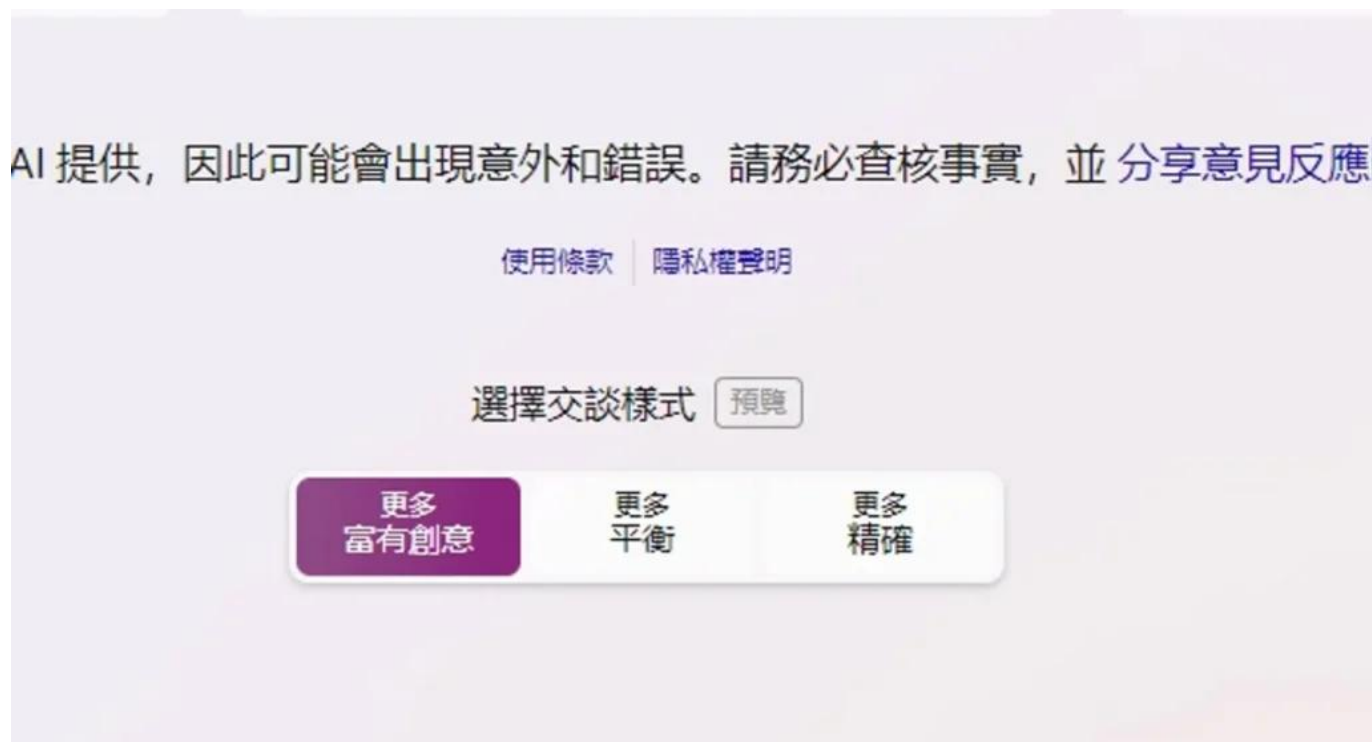 AI 提供，因此可能會出現意外和錯誤。請務必查核事實，並 分享意見反應
使用條款 隱私權聲明
選擇交談樣式 預覽
更多 更多 更多
富有創意 平衡 精確